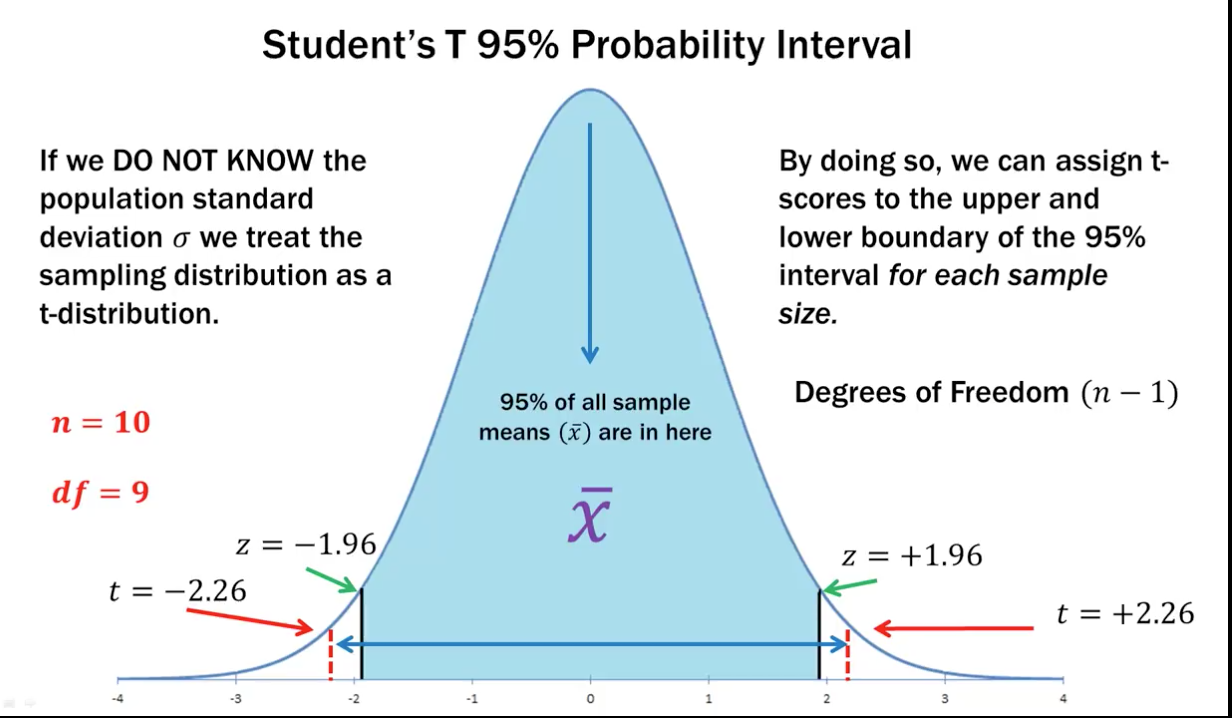 Student's T 95% Probability Interval
If we DO NOT KNOW the
population standard
deviation σ we treat the
sampling distribution as a
t-distribution.
By doing so, we can assign t-
scores to the upper and
lower boundary of the 95%
interval for each sample
size.
Degrees of Freedom (n − 1)
n = 10
df = 9
95% of all sample
means (x̄) are in here
x̄
z = −1.96
t = −2.26
z = +1.96
t = +2.26
-4 -3 -2 -1 0 1 2 3 4